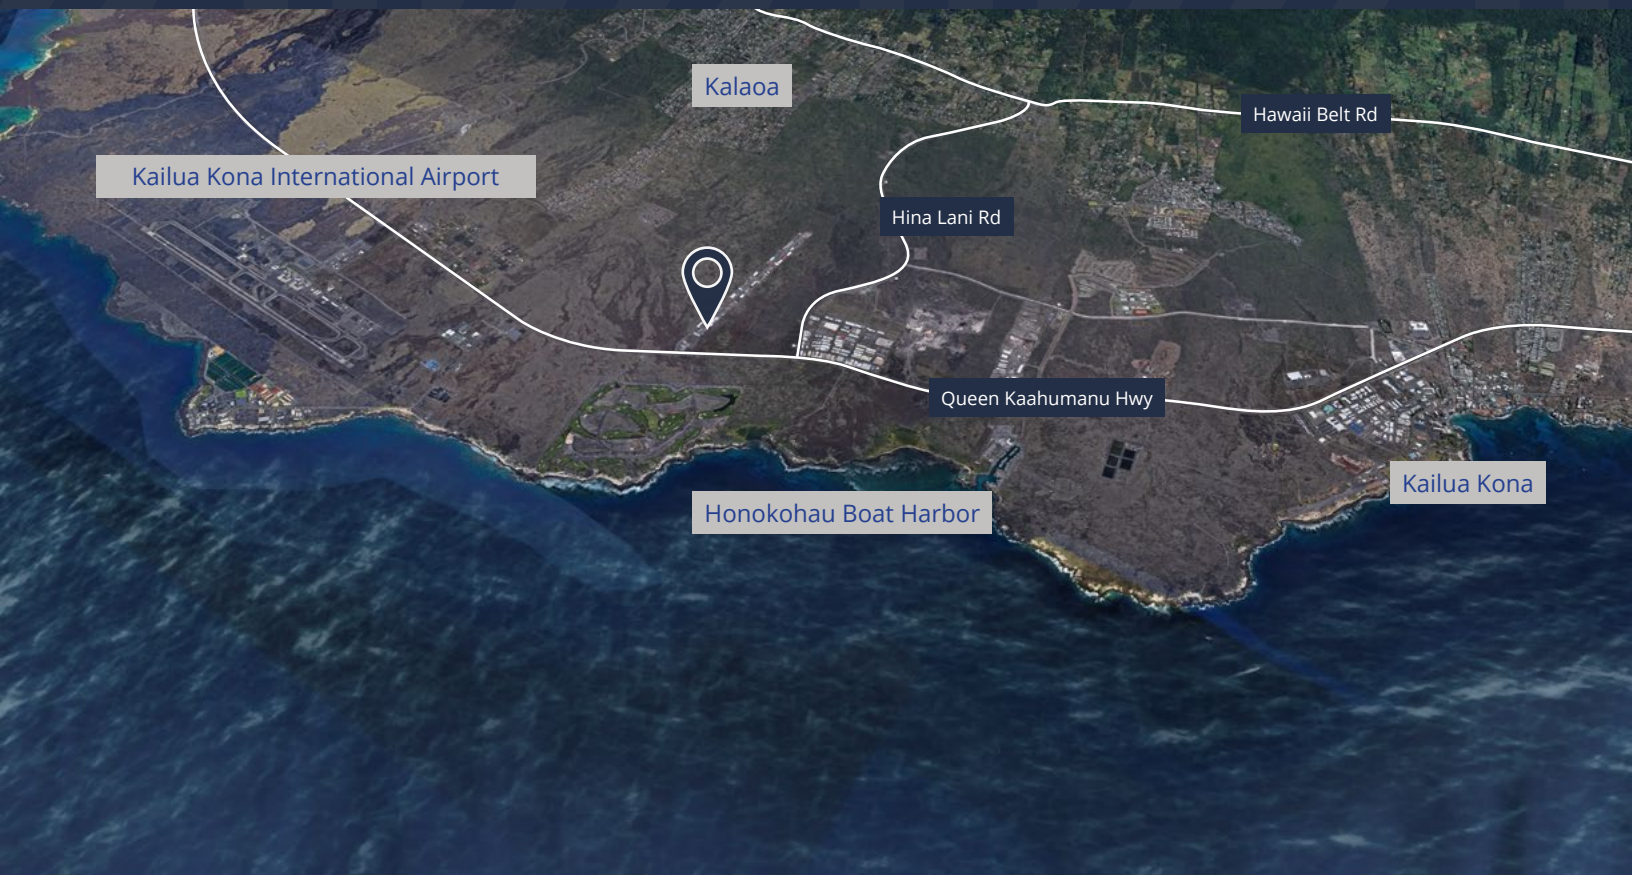 Kalaoa
Hawaii Belt Rd
Kailua Kona International Airport
Hina Lani Rd
Queen Kaahumanu Hwy
Kailua Kona
Honokohau Boat Harbor